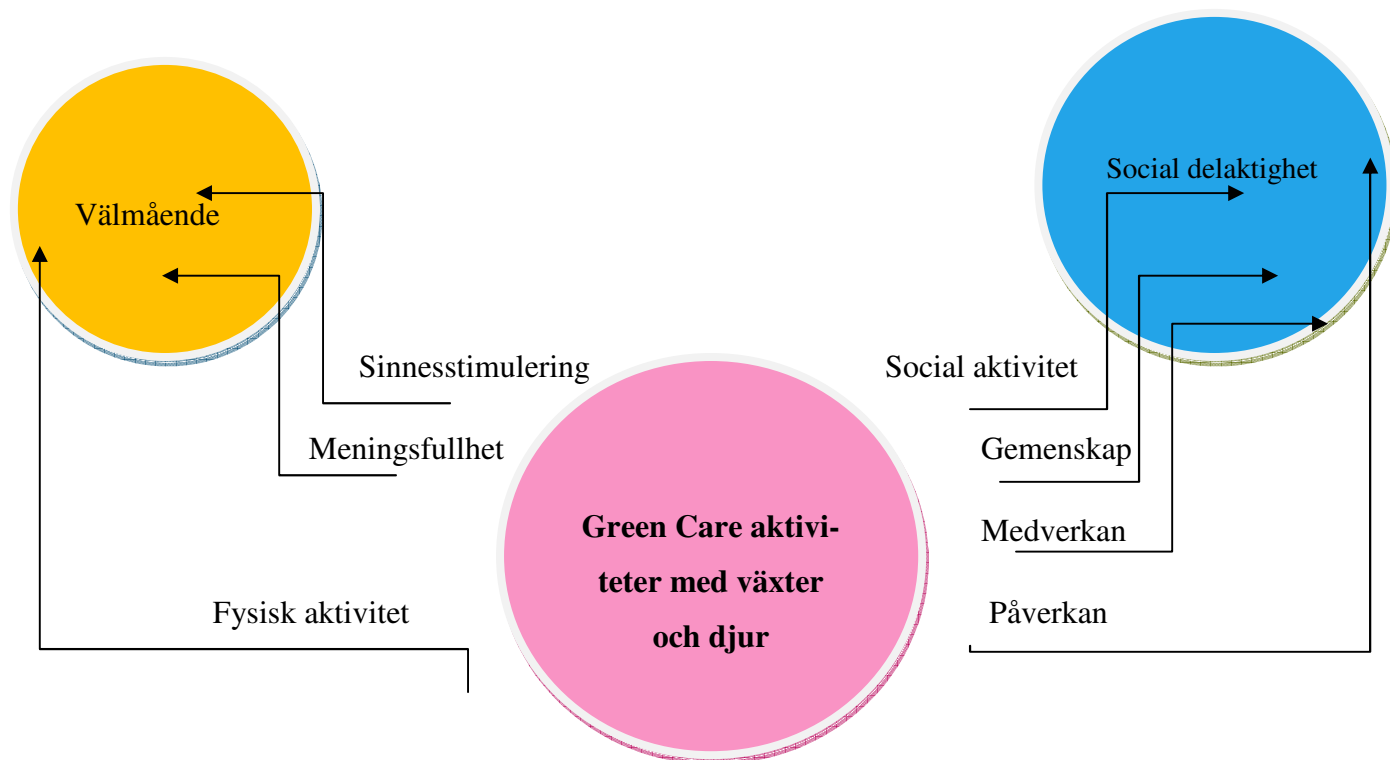 Välmående
Social delaktighet
Sinnesstimulering
Social aktivitet
Meningsfullhet
Gemenskap
Green Care aktivi-
teter med växter
och djur
Medverkan
Fysisk aktivitet
Påverkan